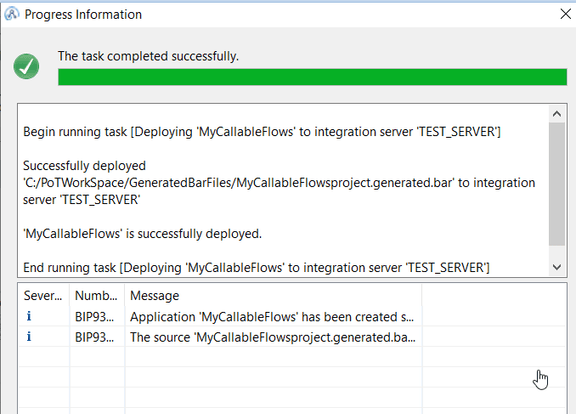 Progress Information
The task completed successfully.
Begin running task [Deploying 'MyCallableFlows' to integration server 'TEST_SERVER']
Successfully deployed
'C:/PoTWorkSpace/GeneratedBarFiles/MyCallableFlowsproject.generated.bar' to integration
server 'TEST_SERVER'
'MyCallableFlows' is successfully deployed.
End running task [Deploying 'MyCallableFlows' to integration server 'TEST_SERVER']
Sever... Numb... Message
i BIP93... Application 'MyCallableFlows' has been created s...
i BIP93... The source 'MyCallableFlowsproject.generated.ba...